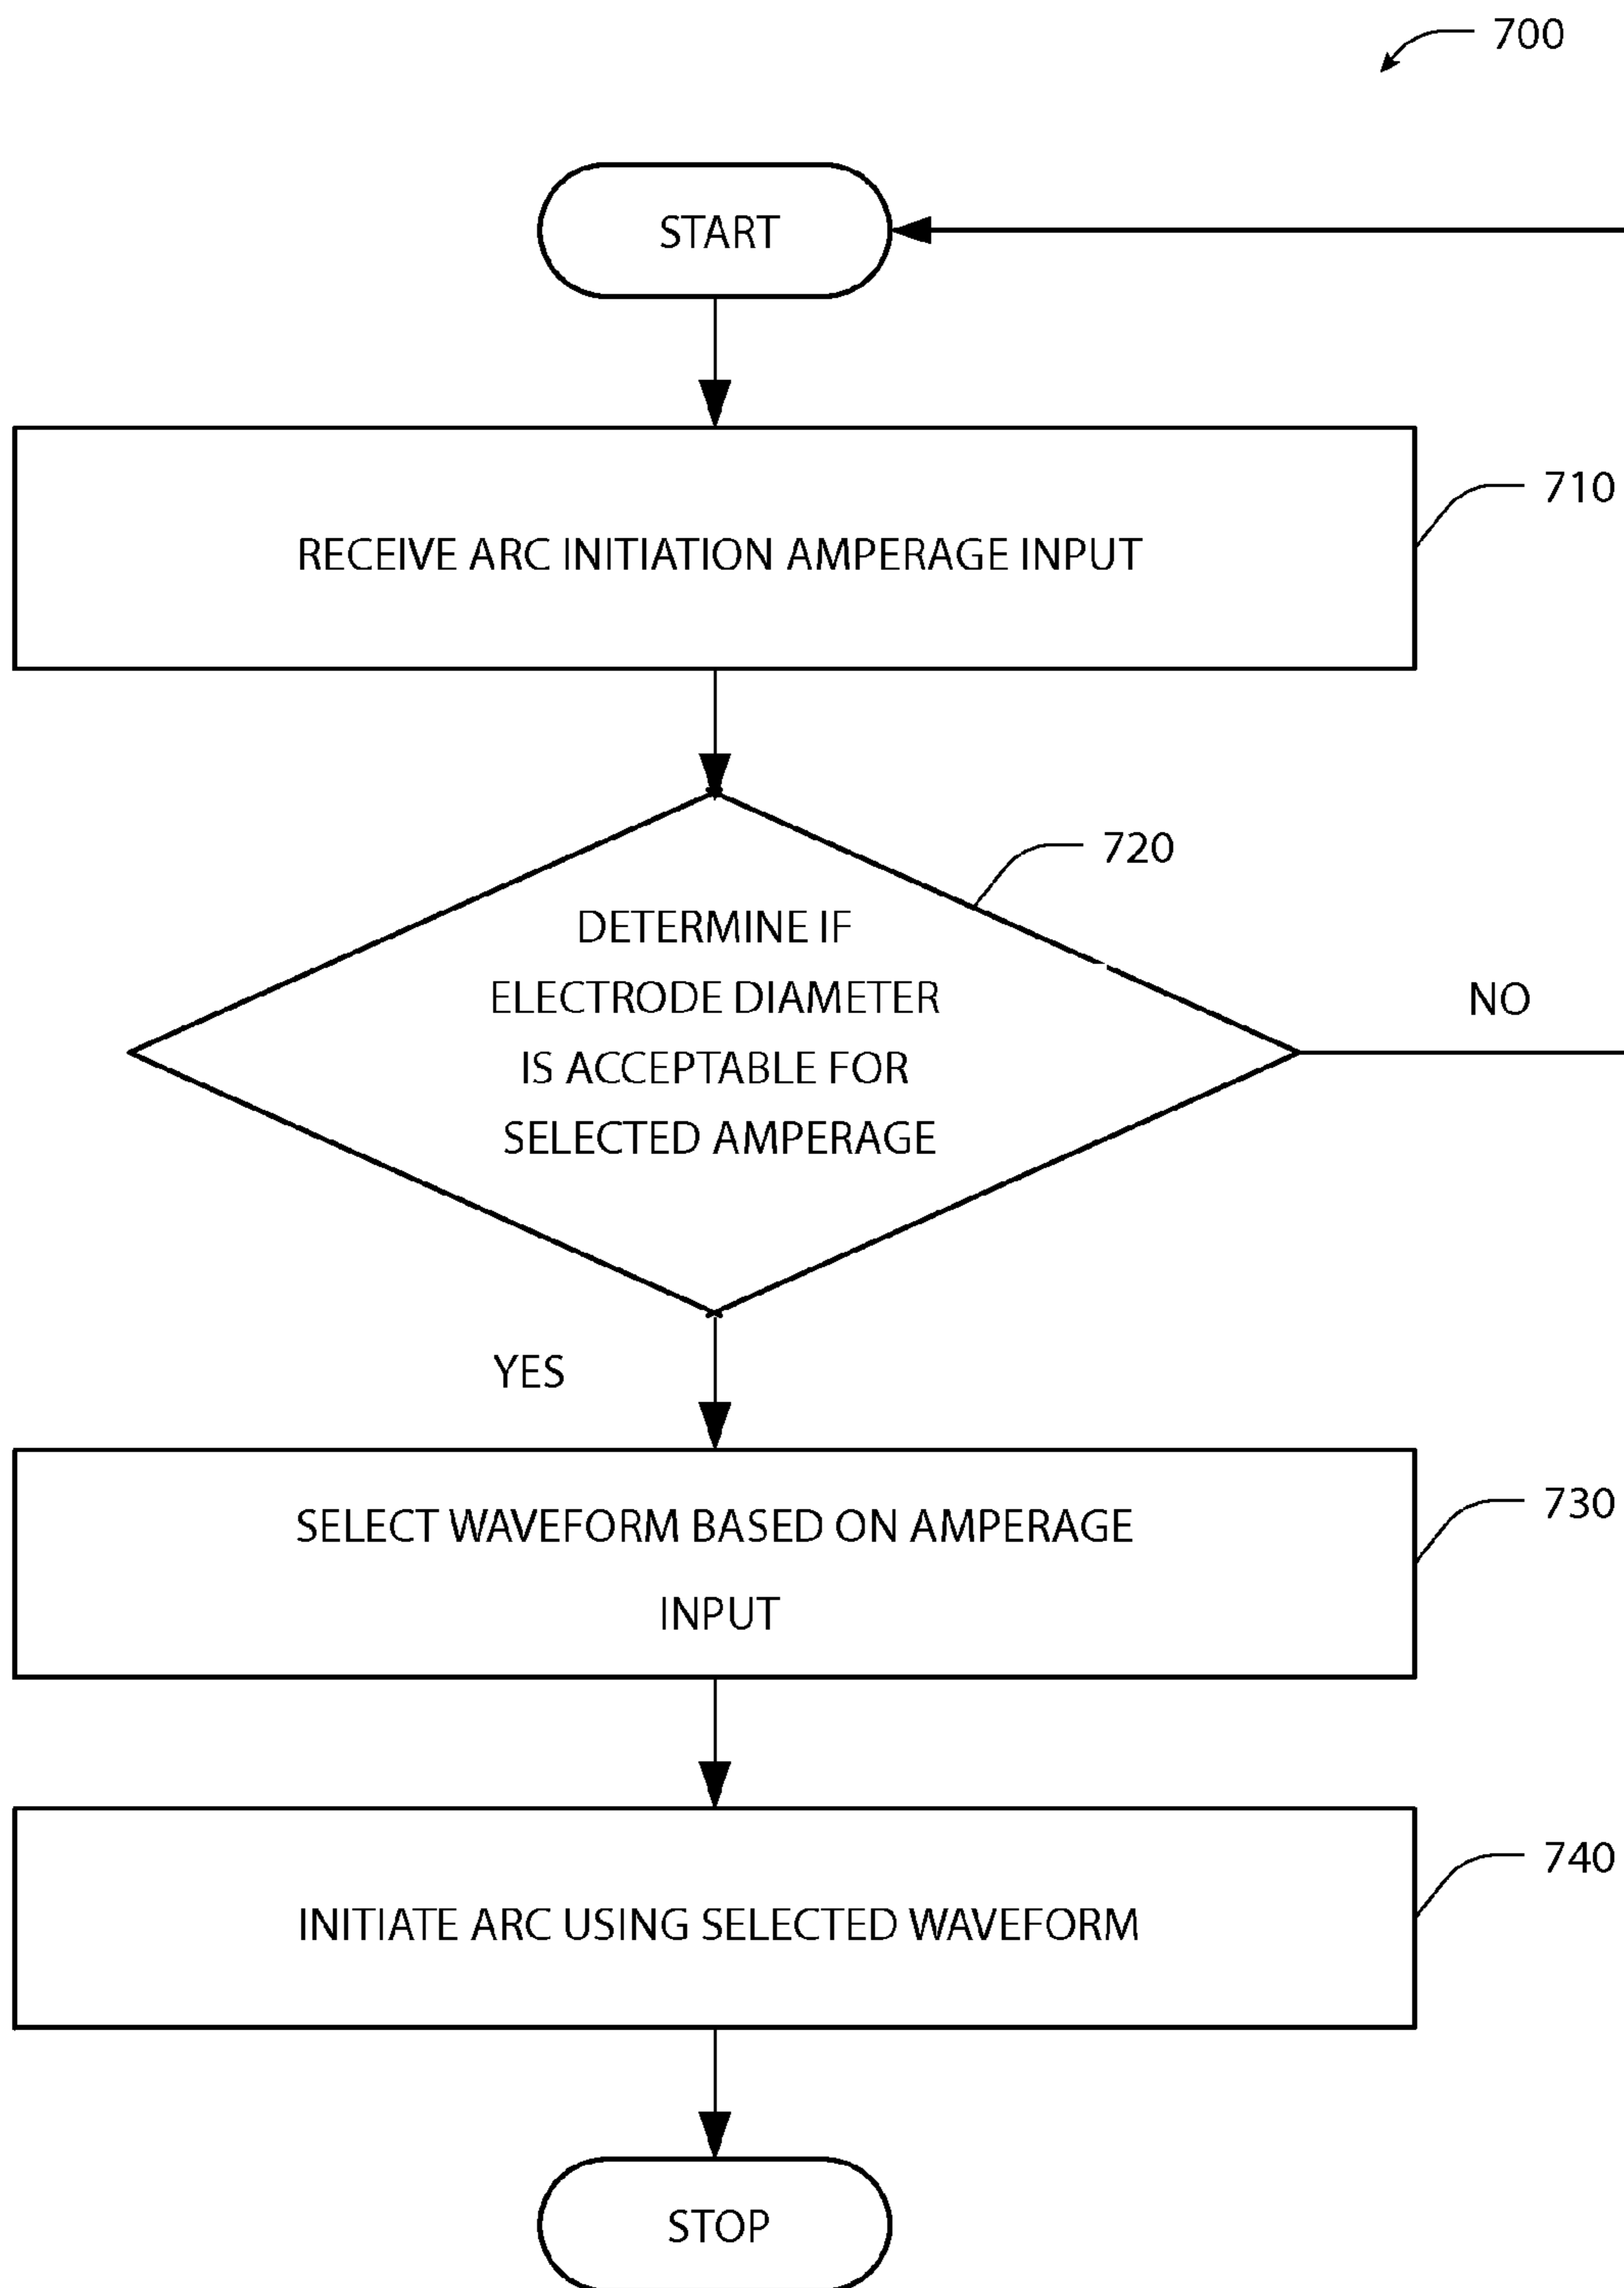 700
START
710
RECEIVE ARC INITIATION AMPERAGE INPUT
720
DETERMINE IF
ELECTRODE DIAMETER
IS ACCEPTABLE FOR
SELECTED AMPERAGE
NO
YES
730
SELECT WAVEFORM BASED ON AMPERAGE
INPUT
740
INITIATE ARC USING SELECTED WAVEFORM
STOP